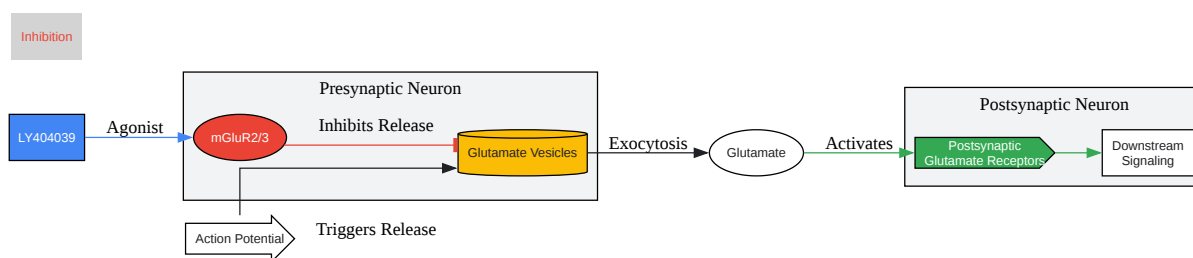 Inhibition
Presynaptic Neuron
Postsynaptic Neuron
LY404039
Agonist
mGluR2/3
Inhibits Release
Glutamate Vesicles
Exocytosis
Glutamate
Activates
Postsynaptic
Glutamate Receptors
Downstream
Signaling
Action Potential
Triggers Release